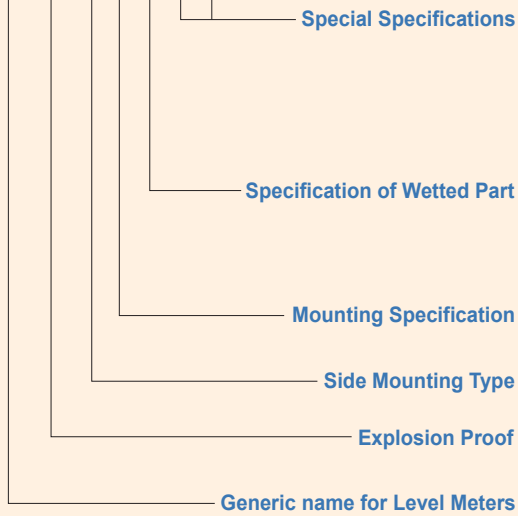 Special Specifications
Specification of Wetted Part
Mounting Specification
Side Mounting Type
Explosion Proof
Generic name for Level Meters